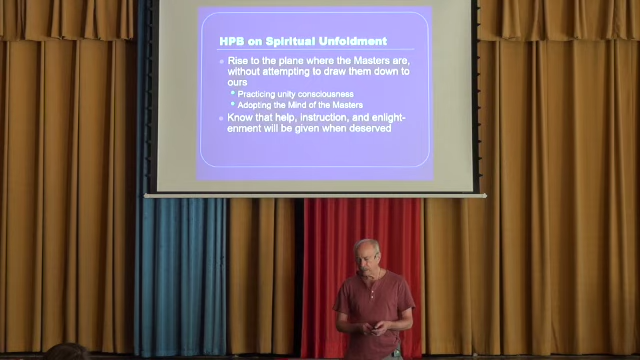 HPB on Spiritual Unfoldment
Rise to the plane where the Masters are,
without attempting to draw them down to
ours
Practicing unity consciousness
Adopting the Mind of the Masters
Know that help, instruction, and enlight-
enment will be given when deserved